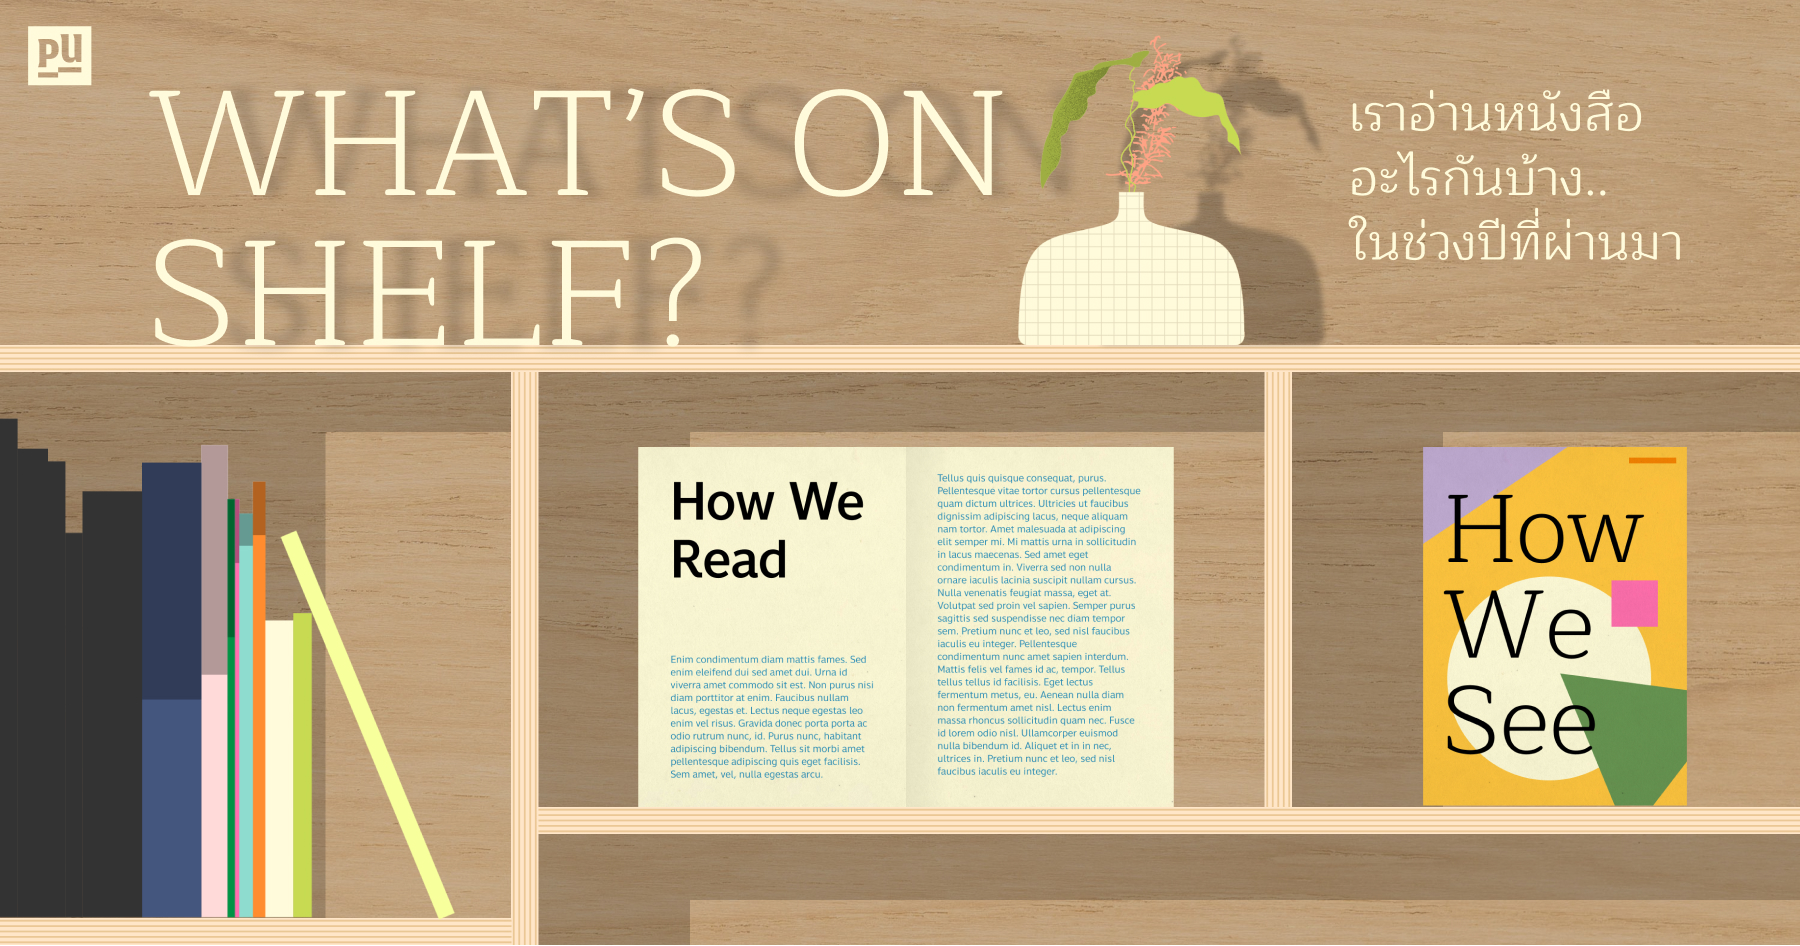 pu
WHAT'S ON
SHELF?
เราอ่านหนังสือ
อะไรกันบ้าง..
ในช่วงปีที่ผ่านมา
How We
Read
Enim condimentum diam mattis fames. Sed
enim eleifend dui sed amet dui. Urna id
viverra amet commodo sit est. Non purus nisi
diam porttitor at enim. Faucibus nullam
lacus, egestas et. Lectus neque egestas leo
enim vel risus. Gravida donec porta porta ac
odio rutrum nunc, id. Purus nunc, habitant
adipiscing bibendum. Tellus sit morbi amet
pellentesque adipiscing quis eget facilisis.
Sem amet, vel, nulla egestas arcu.
Tellus quis quisque consequat, purus.
Pellentesque vitae tortor cursus pellentesque
quam dictum ultrices. Ultricies ut faucibus
dignissim adipiscing lacus, neque aliquam
nam tortor. Amet malesuada at adipiscing
elit semper mi. Mi mattis urna in sollicitudin
in lacus maecenas. Sed amet eget
condimentum in. Viverra sed non nulla
ornare iaculis lacinia suscipit nullam cursus.
Nulla venenatis feugiat massa, eget at.
Volutpat sed proin vel sapien. Semper purus
sagittis sed suspendisse nec diam tempor
sem. Pretium nunc et leo, sed nisl faucibus
iaculis eu integer. Pellentesque
condimentum nunc amet sapien interdum.
Mattis felis vel fames id ac, tempor. Tellus
tellus tellus id facilisis. Eget lectus
fermentum metus, eu. Aenean nulla diam
non fermentum amet nisl. Lectus enim
massa rhoncus sollicitudin quam nec. Fusce
id lorem odio nisl. Ullamcorper euismod
nulla bibendum id. Aliquet et in in nec,
ultrices in. Pretium nunc et leo, sed nisl
faucibus iaculis eu integer.
How
We
See